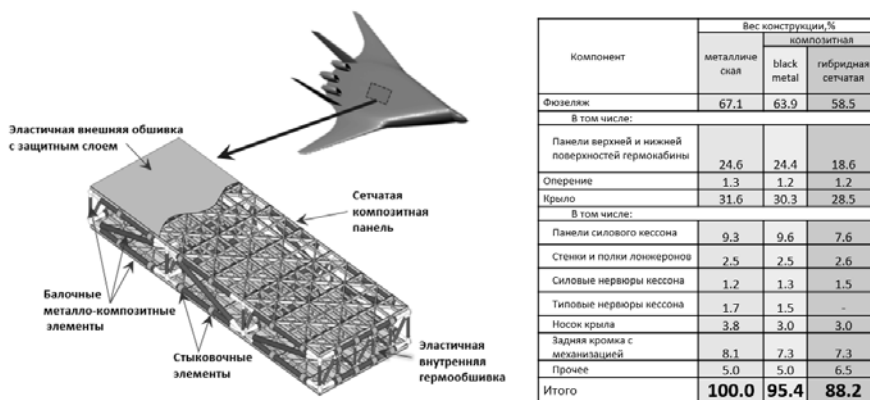 Эластичная внешняя обшивка
с защитным слоем
Сетчатая
композитная
панель
Балочные
металло-композитные
элементы
Стыковочные
элементы
Эластичная
внутренняя
гермообшивка
Компонент
Вес конструкции,%
металличе
ская
композитная
black
metal
гибридная
сетчатая
Фюзеляж 67.1 63.9 58.5
В том числе:
Панели верхней и нижней
поверхностей гермокабины
24.6 24.4 18.6
Оперение 1.3 1.2 1.2
Крыло 31.6 30.3 28.5
В том числе:
Панели силового кессона 9.3 9.6 7.6
Стенки и полки лонжеронов 2.5 2.5 2.6
Силовые нервюры кессона 1.2 1.3 1.5
Типовые нервюры кессона 1.7 1.5 -
Носок крыла 3.8 3.0 3.0
Задняя кромка с
механизацией 8.1 7.3 7.3
Прочее 5.0 5.0 6.5
Итого 100.0 95.4 88.2